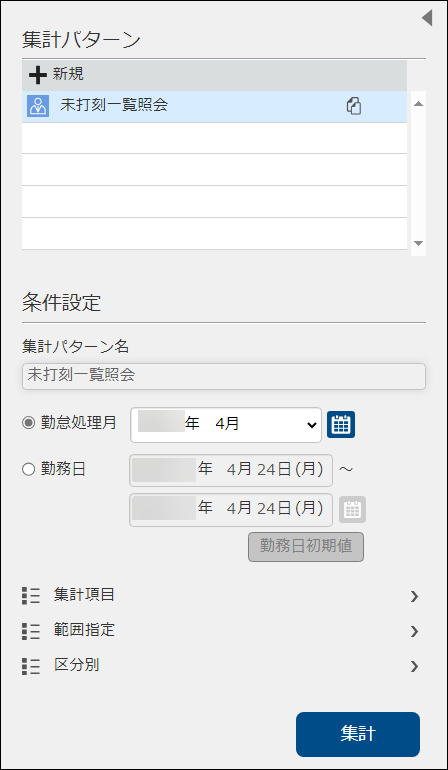 集計パターン
新規
未打刻一覧照会
条件設定
集計パターン名
未打刻一覧照会
勤怠処理月 年 4月
勤務日 年 4月 24日 (月) ～
年 4月 24日 (月)
勤務日初期値
集計項目
範囲指定
区分別
集計